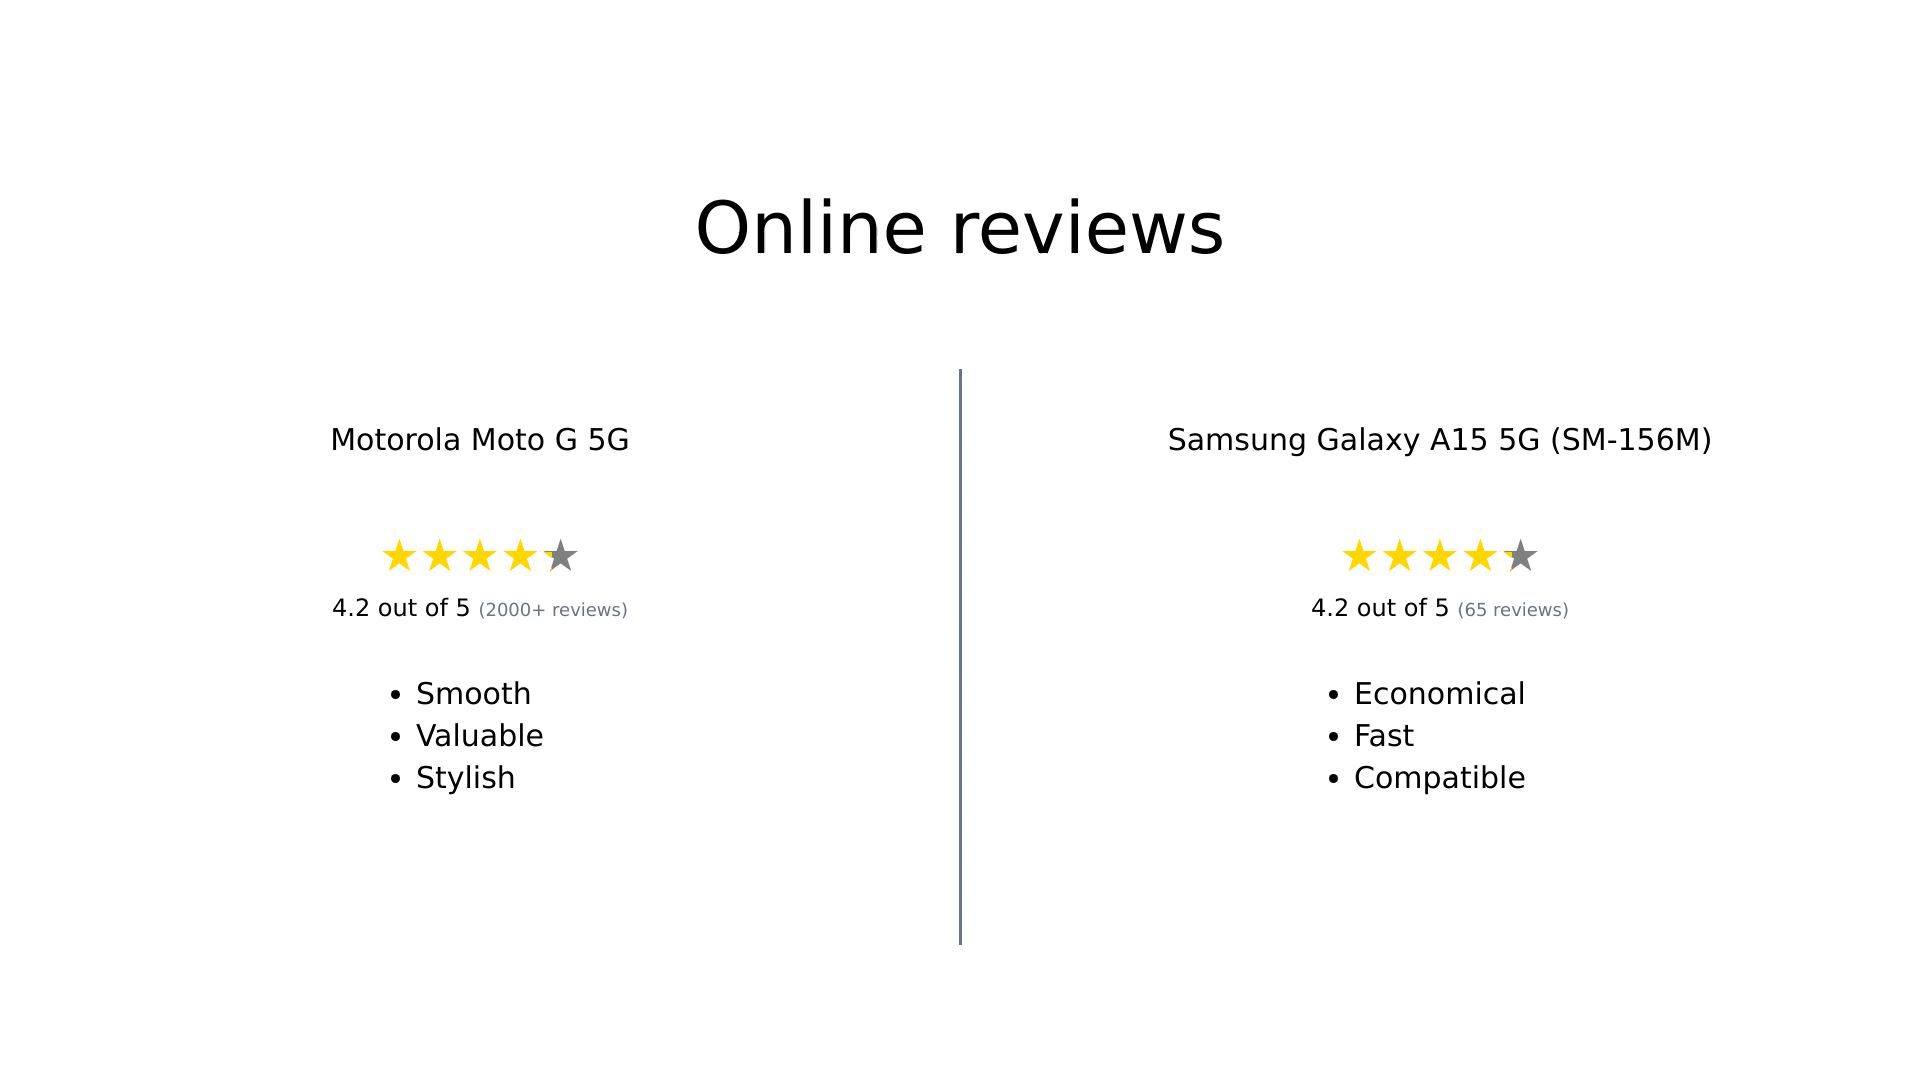 Online reviews
Motorola Moto G 5G
4.2 out of 5 (2000+ reviews)
• Smooth
• Valuable
• Stylish
Samsung Galaxy A15 5G (SM-156M)
4.2 out of 5 (65 reviews)
• Economical
• Fast
• Compatible